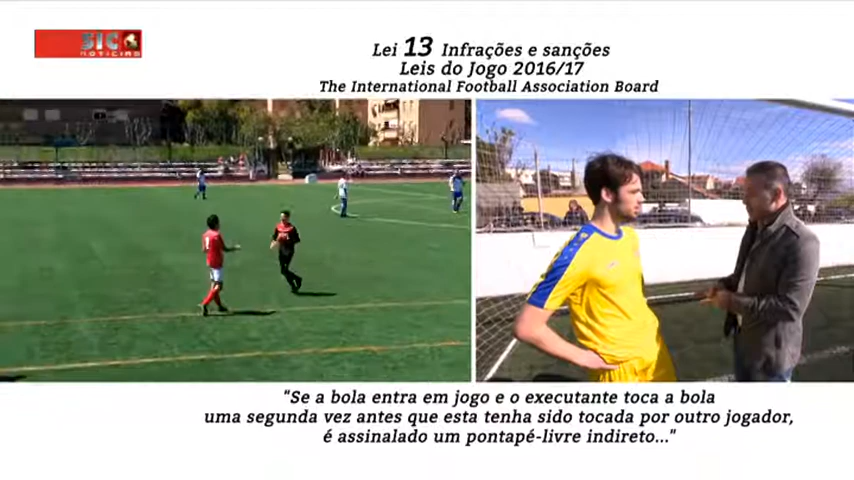 SIC
NOTÍCIAS
Lei 13 Infrações e sanções
Leis do Jogo 2016/17
The International Football Association Board
"Se a bola entra em jogo e o executante toca a bola
uma segunda vez antes que esta tenha sido tocada por outro jogador,
é assinalado um pontapé-livre indireto..."